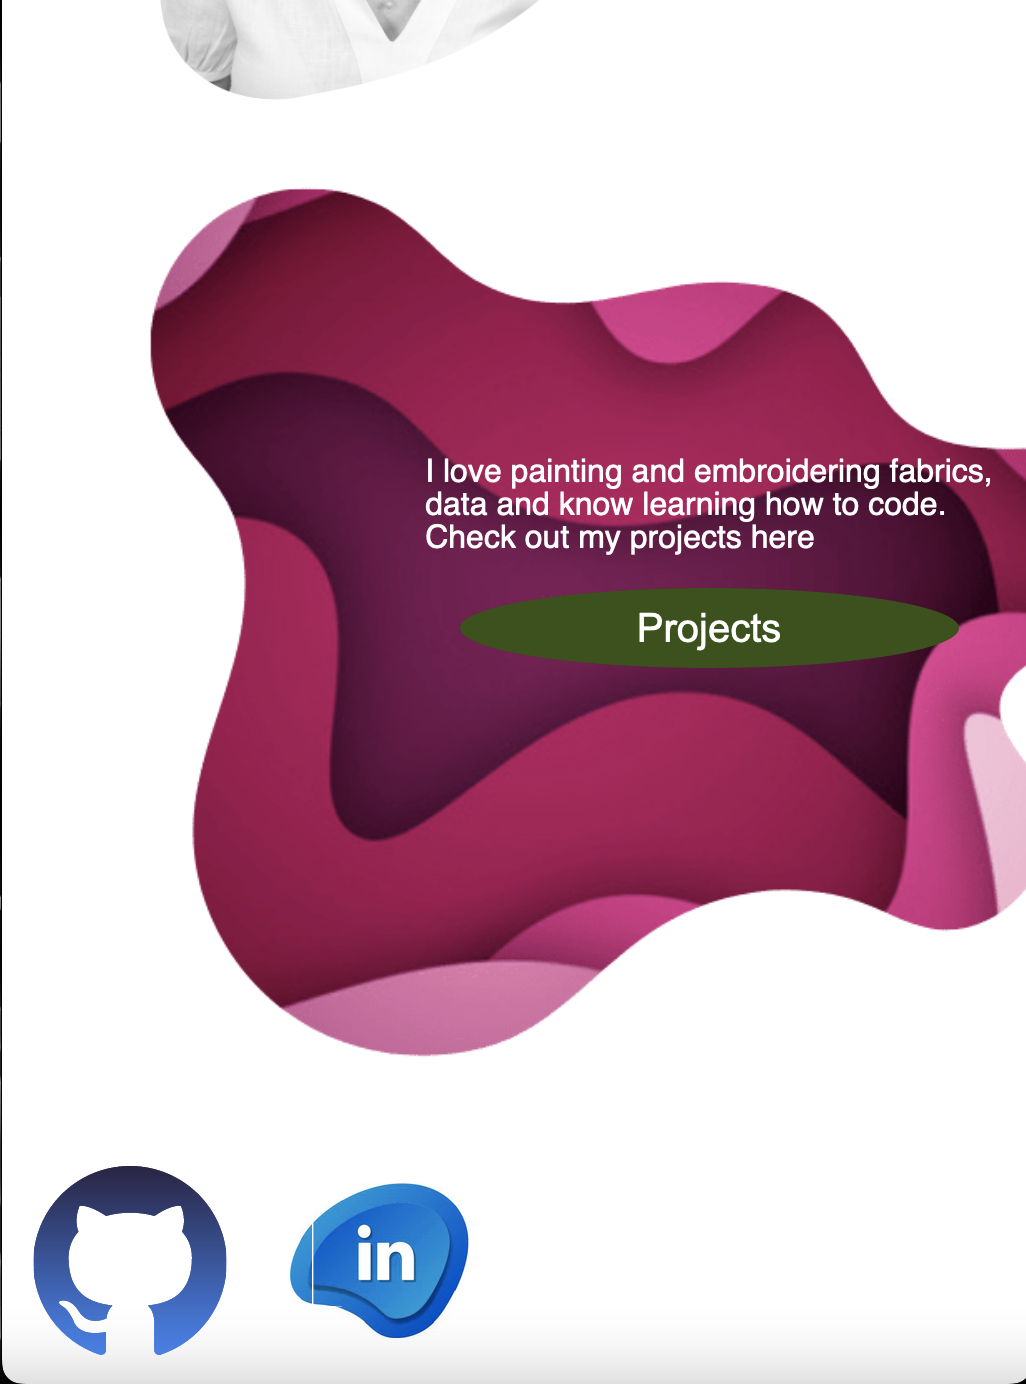 I love painting and embroidering fabrics,
data and know learning how to code.
Check out my projects here
Projects
in